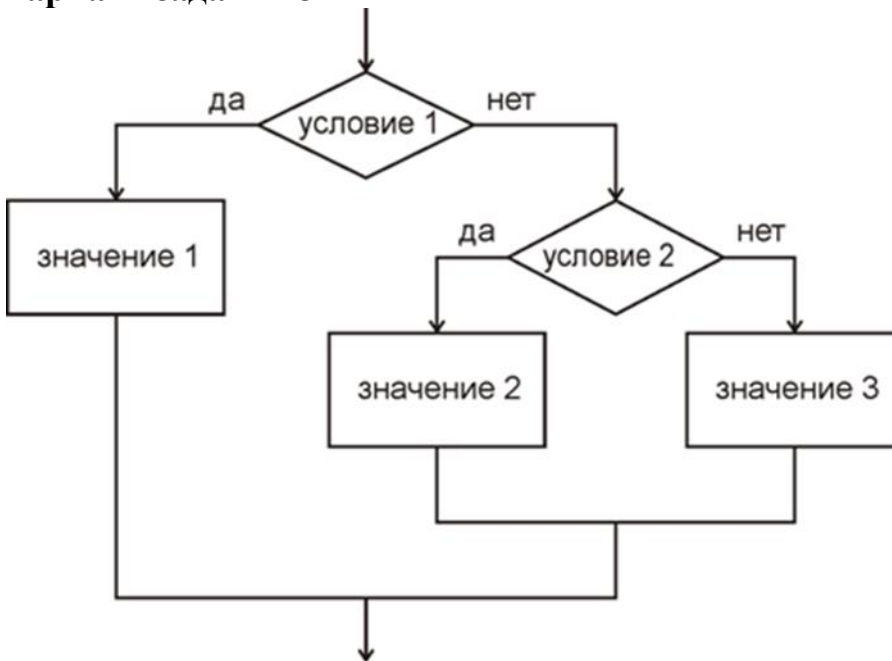 да
нет
условие 1
значение 1
да
нет
условие 2
значение 2
значение 3